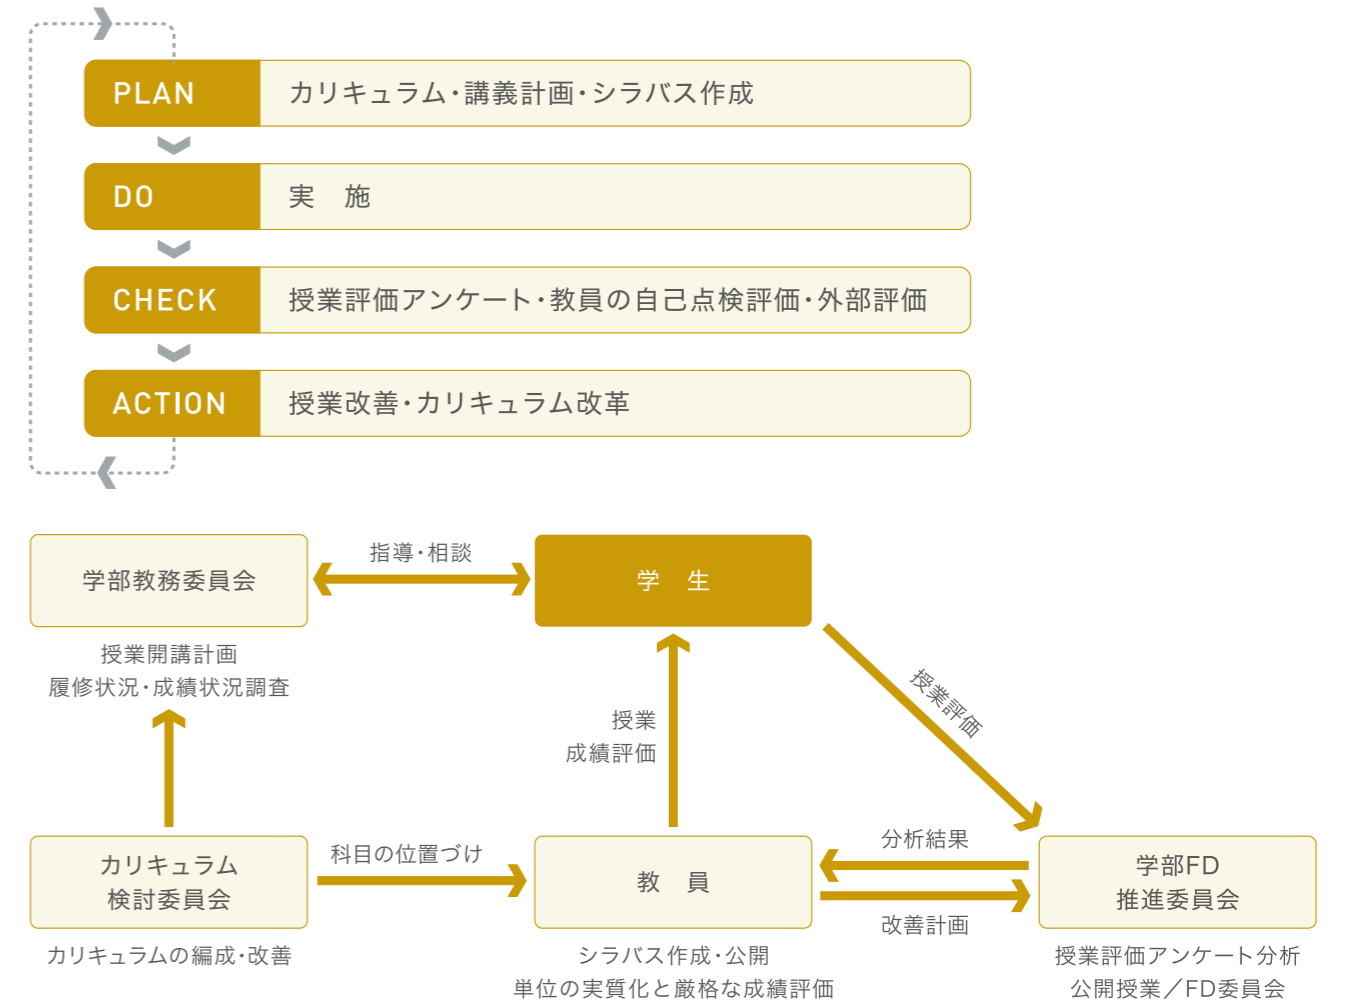 PLAN
カリキュラム・講義計画・シラバス作成
DO
実　施
CHECK
授業評価アンケート・教員の自己点検評価・外部評価
ACTION
授業改善・カリキュラム改革
学部教務委員会
指導・相談
学　生
授業開講計画
履修状況・成績状況調査
授業
成績評価
授業評価
カリキュラム
検討委員会
科目の位置づけ
教　員
分析結果
改善計画
学部FD
推進委員会
カリキュラムの編成・改善
シラバス作成・公開
単位の実質化と厳格な成績評価
授業評価アンケート分析
公開授業／FD委員会